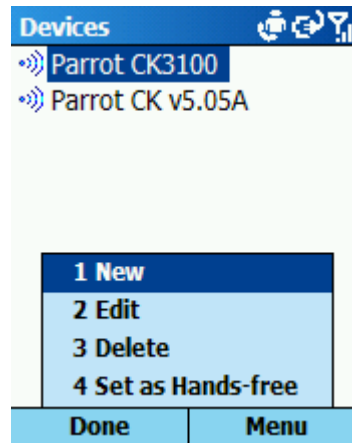 Devices
Parrot CK3100
Parrot CK v5.05A
1 New
2 Edit
3 Delete
4 Set as Hands-free
Done Menu